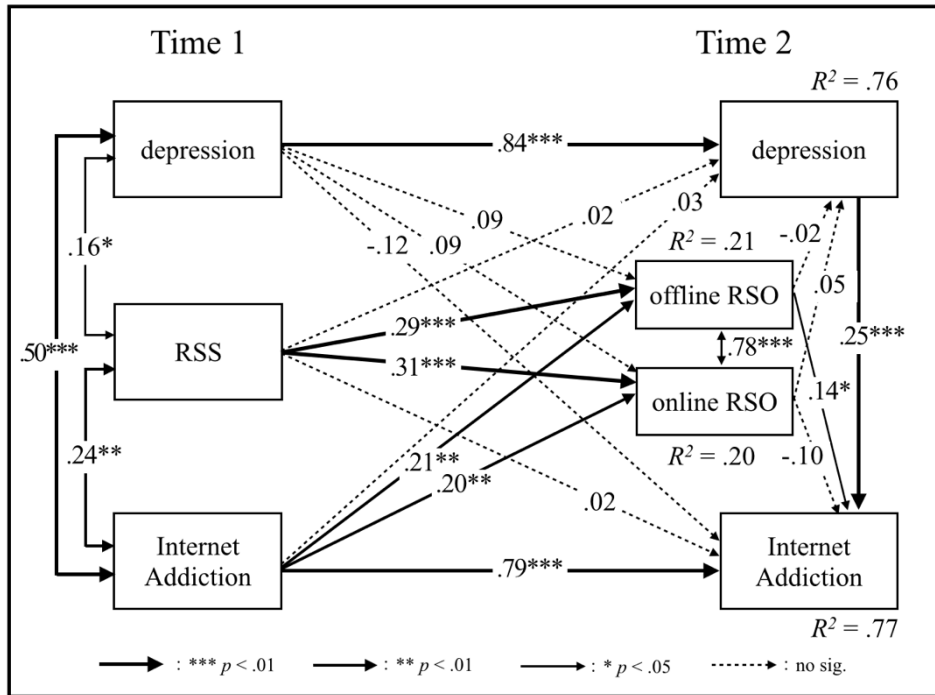 Time 1
Time 2
R² = .76
depression
.84***
depression
.09
.02
.03
-.12
.09
R² = .21
-.02
.16*
offline RSO
.05
.50***
RSS
.29***
.31***
.78***
.25***
online RSO
.14*
.24**
.21**
.20**
R² = .20
-.10
.02
Internet
Addiction
.79***
Internet
Addiction
R² = .77
: *** p < .01
: ** p < .01
: * p < .05
: no sig.